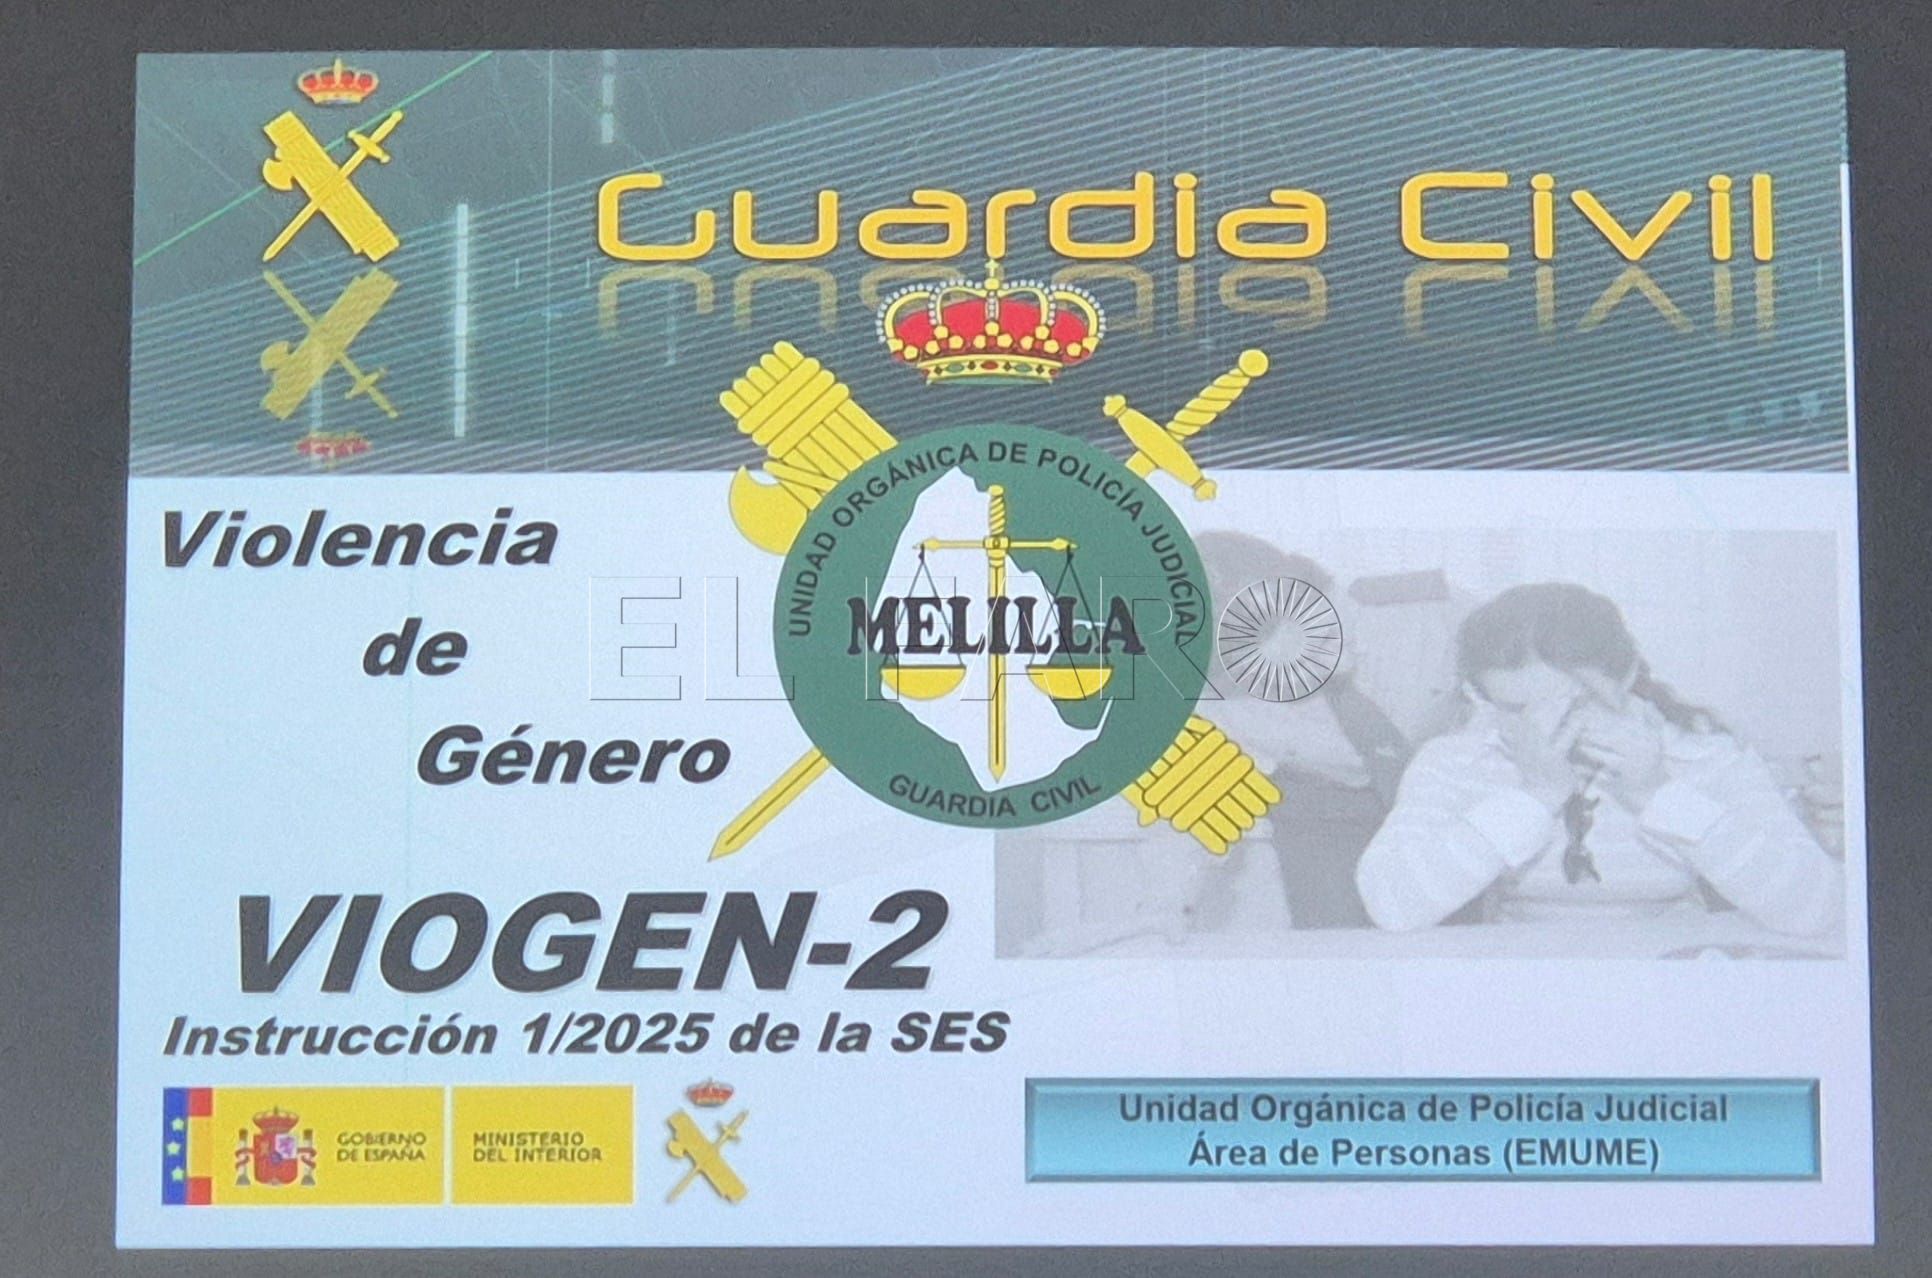 Guardia Civil
UNIDAD ORGÁNICA DE POLICÍA JUDICIAL
MELILLA
GUARDIA CIVIL
Violencia
de
Género
EL FARO
VIOGEN-2
Instrucción 1/2025 de la SES
GOBIERNO
DE ESPAÑA
MINISTERIO
DEL INTERIOR
Unidad Orgánica de Policía Judicial
Área de Personas (EMUME)